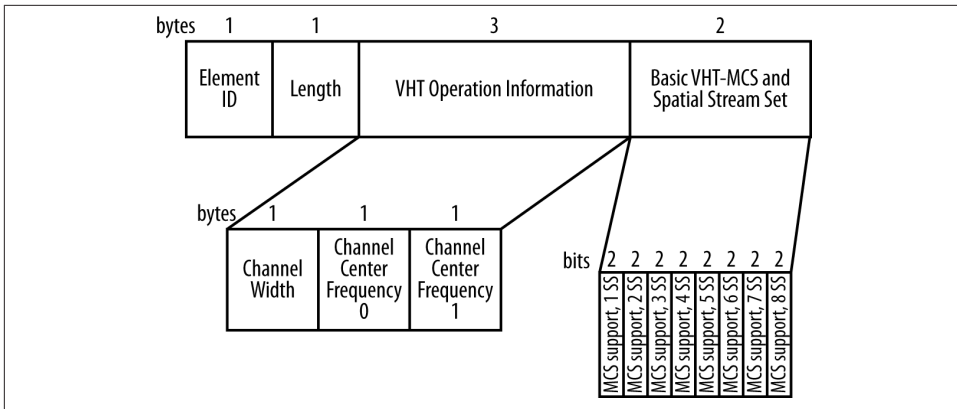 bytes 1 1 3 2
Element
ID
Length
VHT Operation Information
Basic VHT-MCS and
Spatial Stream Set
bytes 1 1 1
Channel
Width
Channel
Center
Frequency
0
Channel
Center
Frequency
1
bits 2 2 2 2 2 2 2 2
MCS support, 1 SS
MCS support, 2 SS
MCS support, 3 SS
MCS support, 4 SS
MCS support, 5 SS
MCS support, 6 SS
MCS support, 7 SS
MCS support, 8 SS